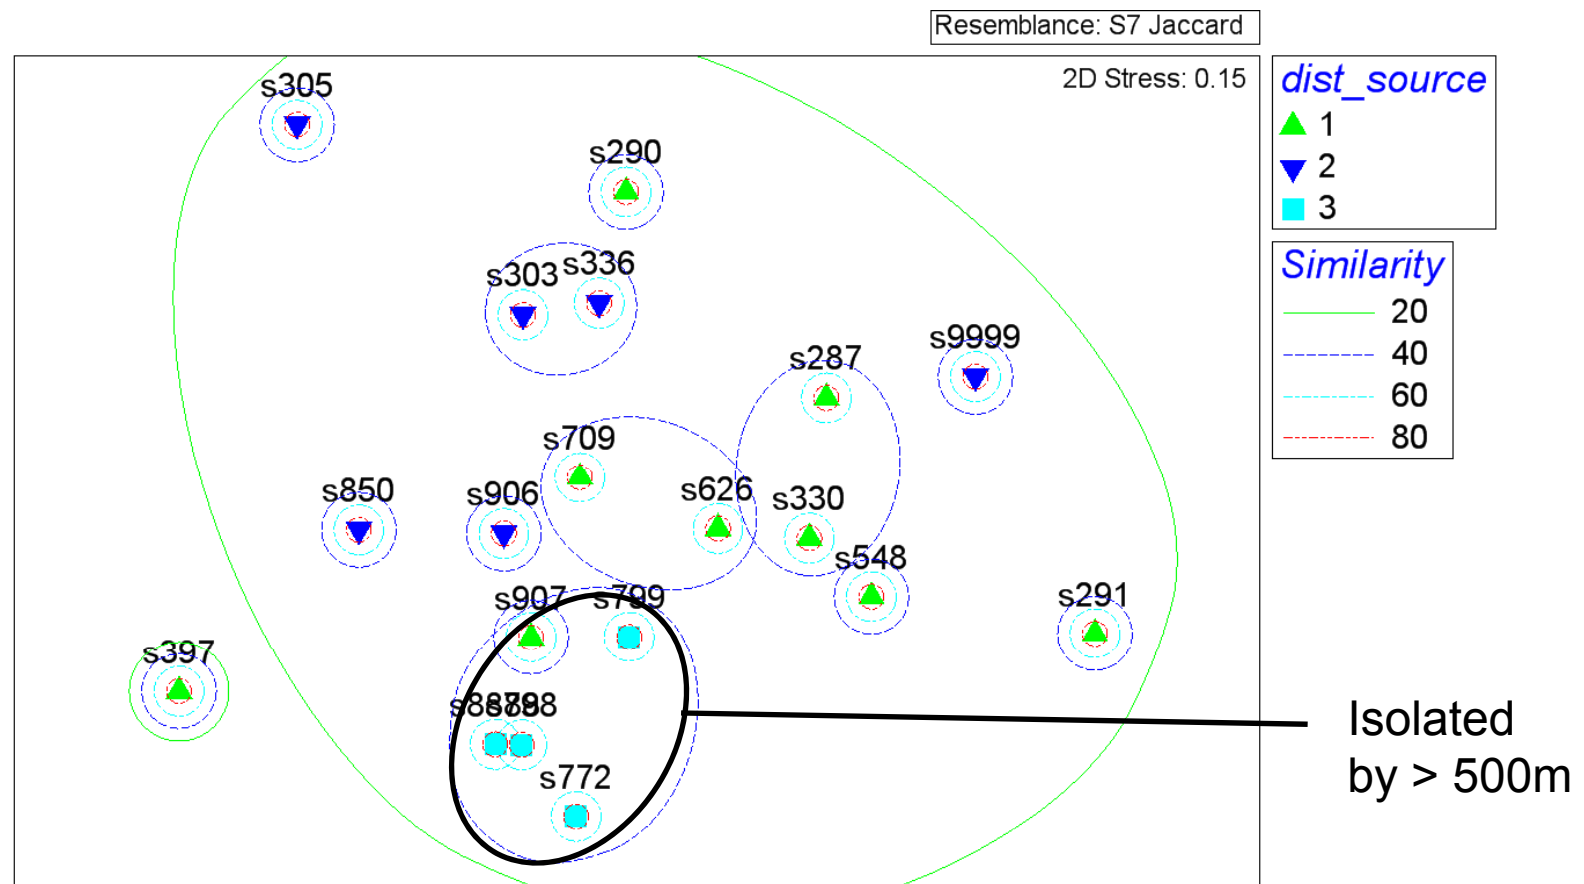 Resemblance: S7 Jaccard
2D Stress: 0.15
dist_source
1
2
3
Similarity
20
40
60
80
s305
s290
s303
s336
s287
s9999
s709
s850
s906
s626
s330
s548
s907
s799
s291
s397
s772
Isolated
by > 500m